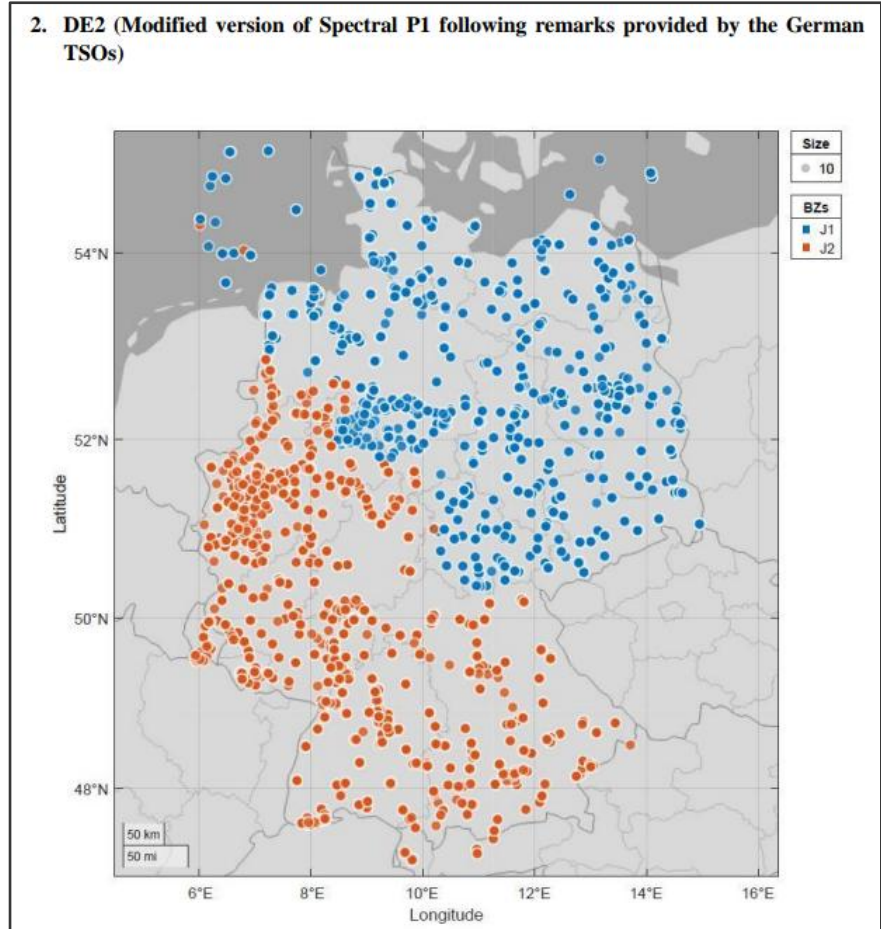 2. DE2 (Modified version of Spectral P1 following remarks provided by the German
TSOs)
Size
10
BZs
J1
J2
54°N
52°N
50°N
48°N
Latitude
50 km
50 mi
6°E 8°E 10°E 12°E 14°E 16°E
Longitude